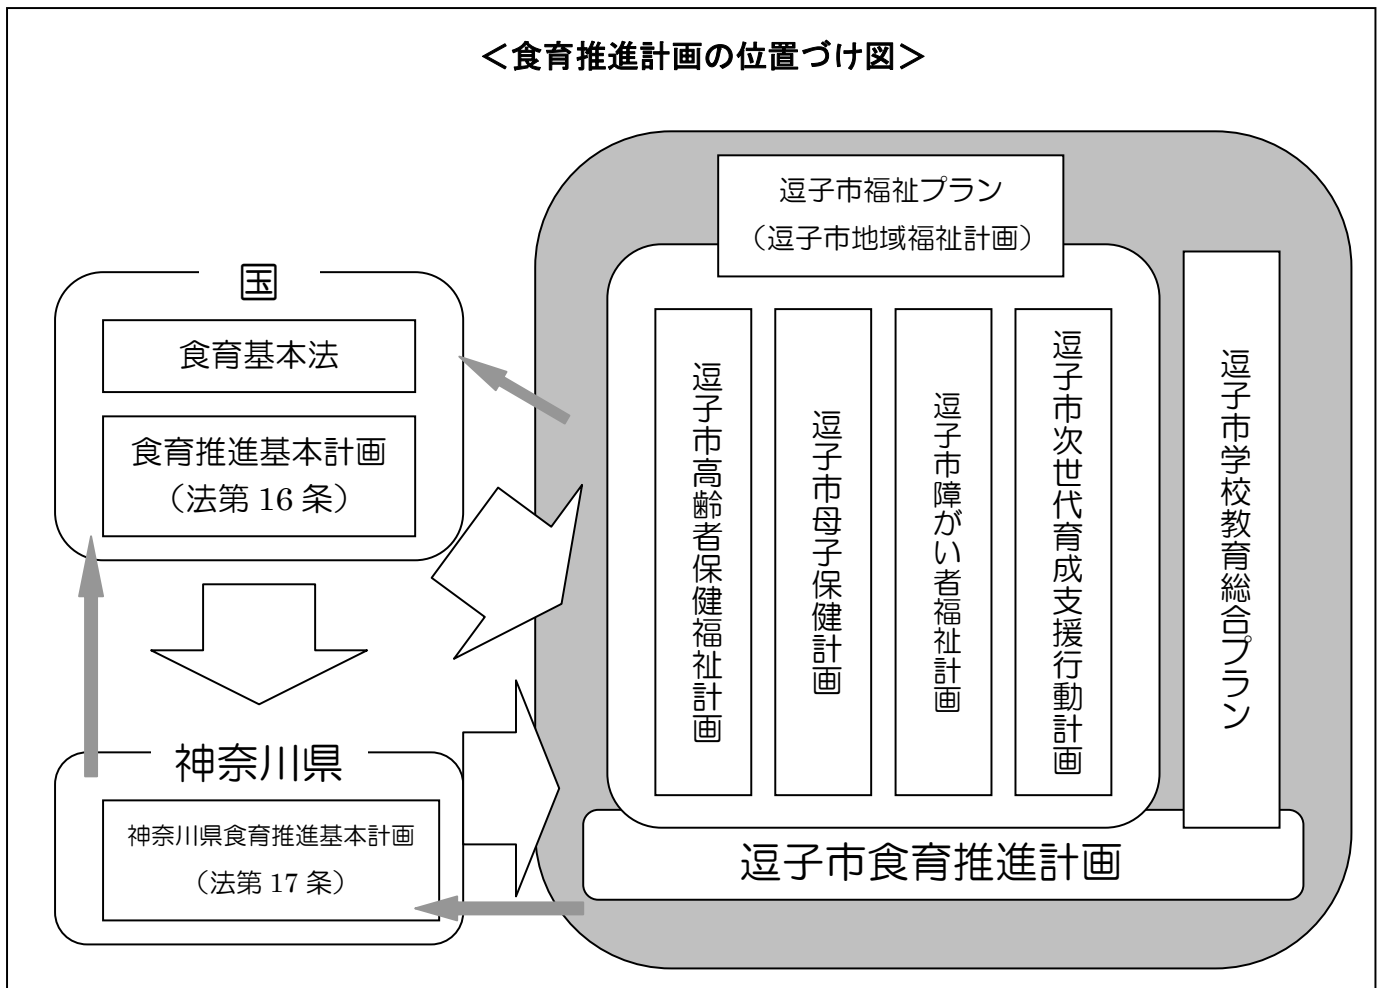 ＜食育推進計画の位置づけ図＞
国
食育基本法
食育推進基本計画
（法第 16 条）
神奈川県
神奈川県食育推進基本計画
（法第 17 条）
逗子市福祉プラン
（逗子市地域福祉計画）
逗子市高齢者保健福祉計画
逗子市母子保健計画
逗子市障がい者福祉計画
逗子市次世代育成支援行動計画
逗子市学校教育総合プラン
逗子市食育推進計画